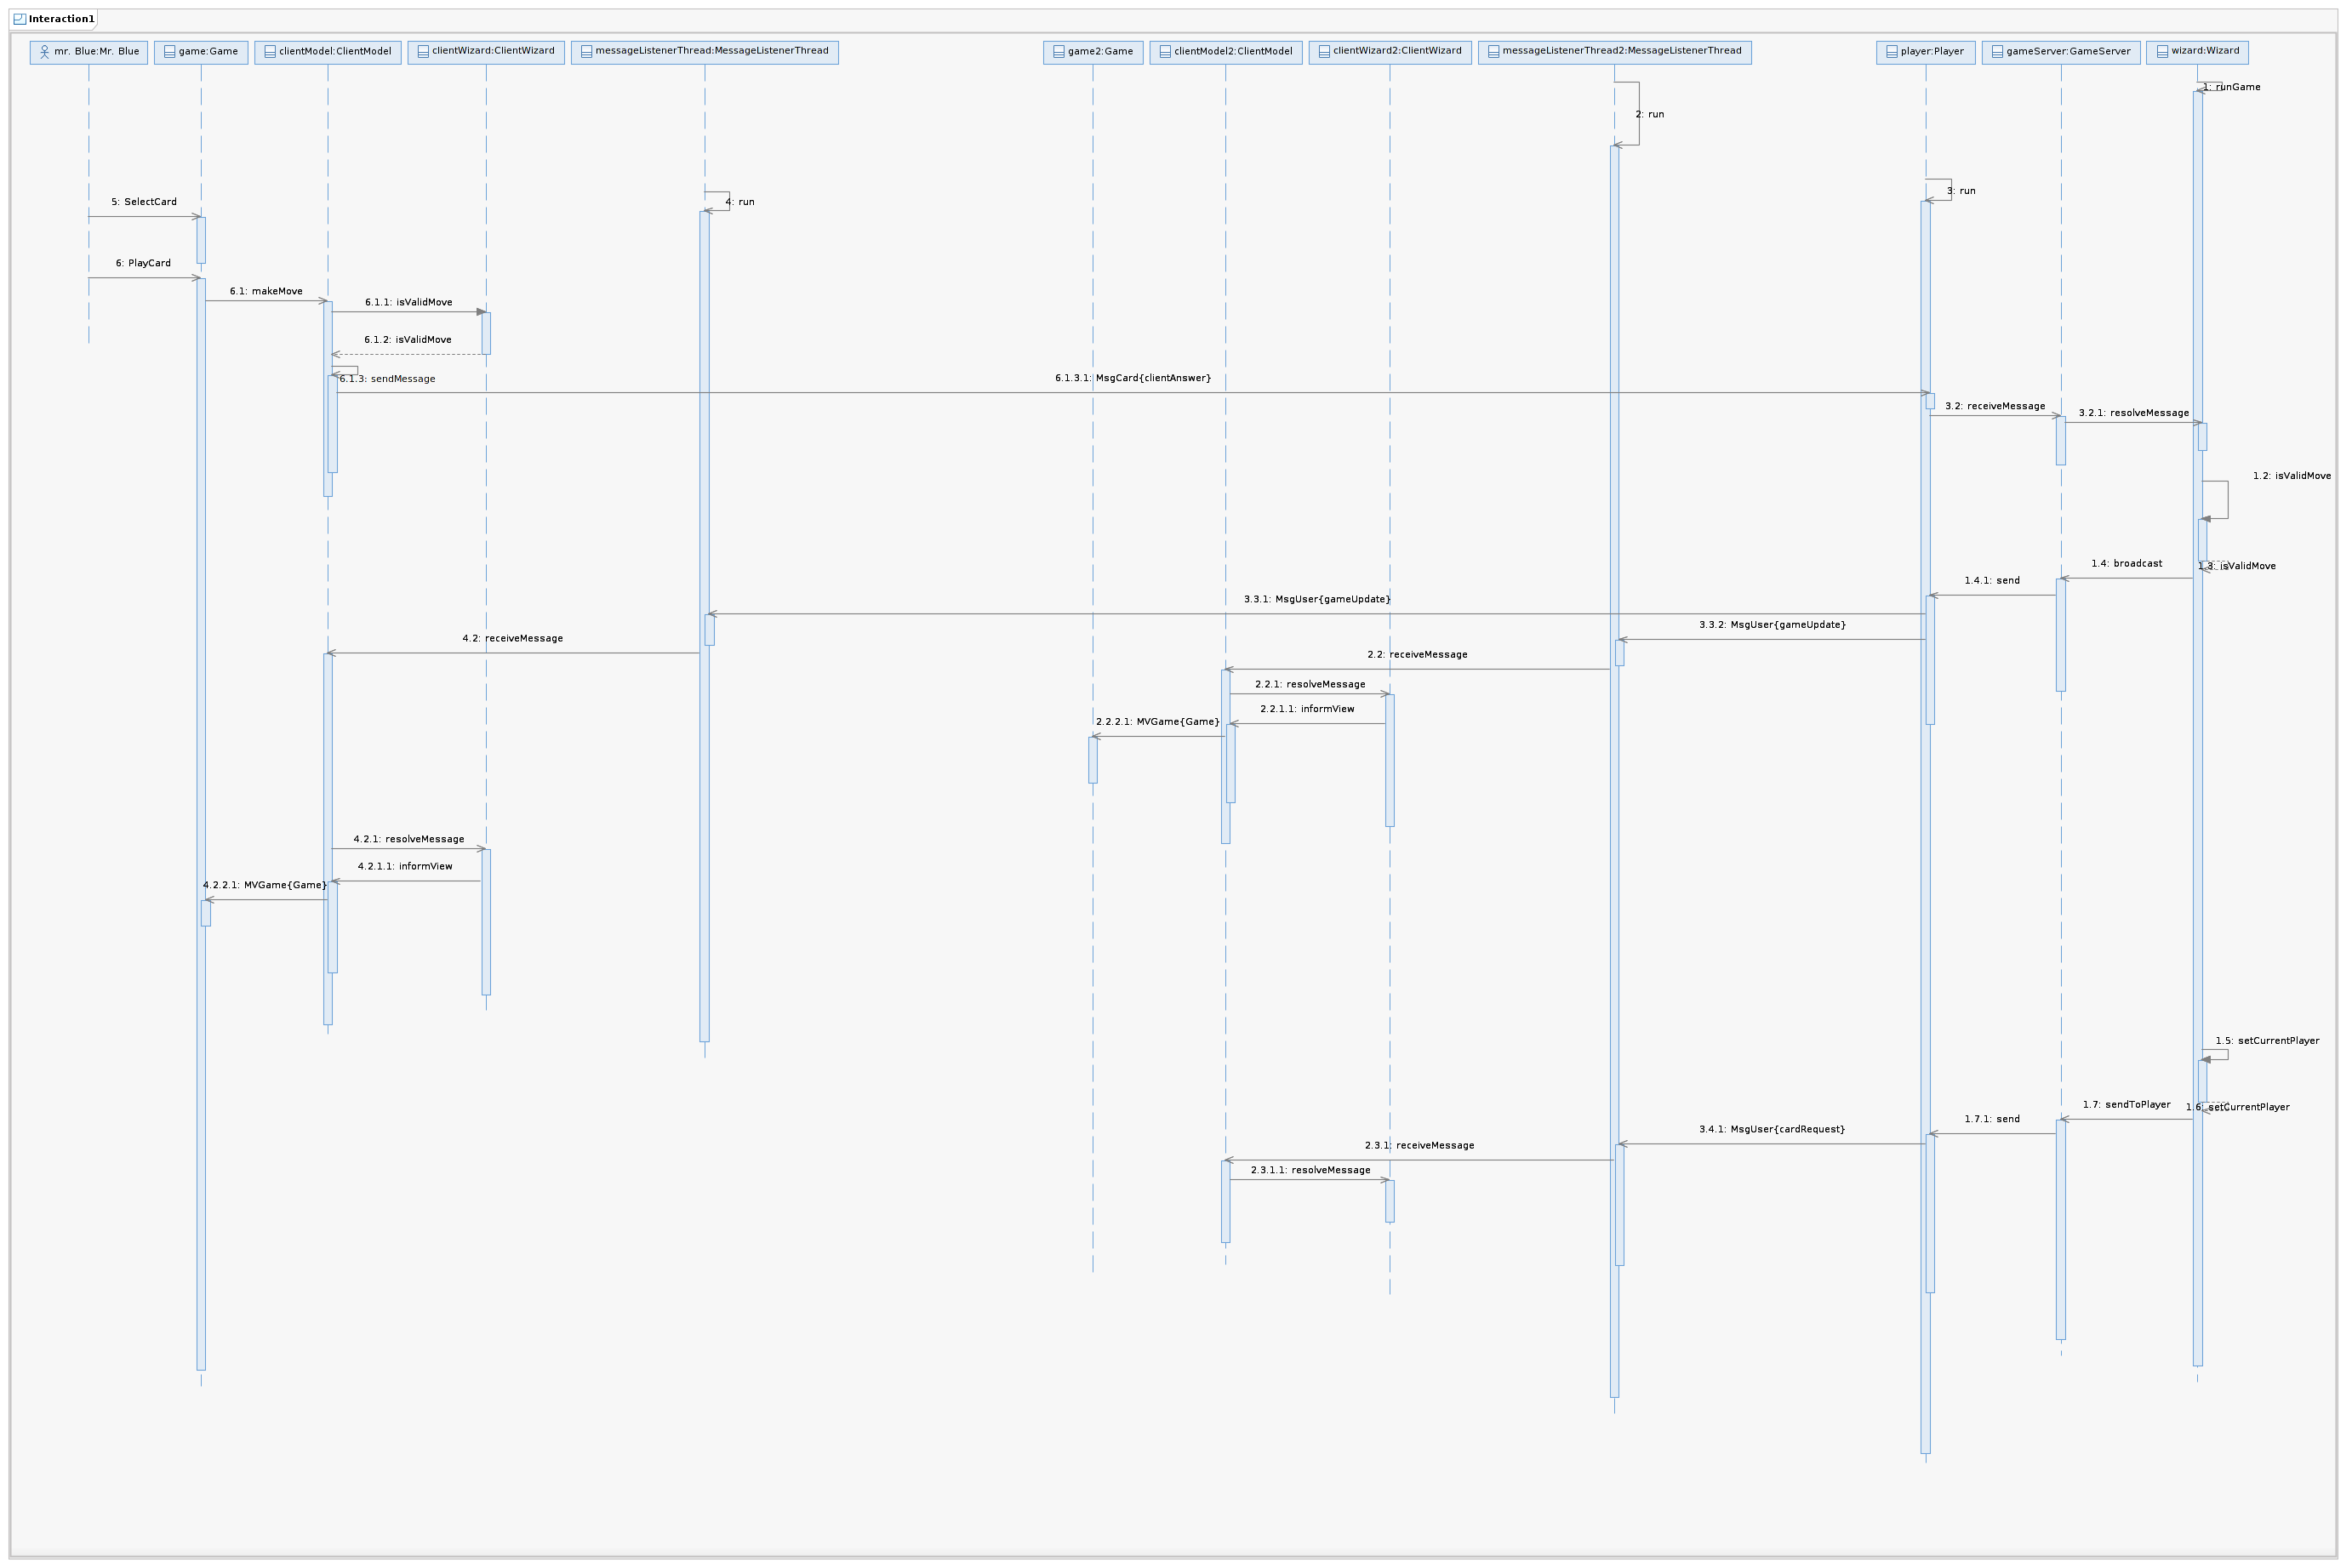 Interaction1
mr. Blue:Mr. Blue
game:Game
clientModel:ClientModel
clientWizard:ClientWizard
messageListenerThread:MessageListenerThread
game2:Game
clientModel2:ClientModel
clientWizard2:ClientWizard
messageListenerThread2:MessageListenerThread
player:Player
gameServer:GameServer
wizard:Wizard
1: runGame
2: run
3: run
4: run
5: SelectCard
6: PlayCard
6.1: makeMove
6.1.1: isValidMove
6.1.2: isValidMove
6.1.3: sendMessage
6.1.3.1: MsgCard{clientAnswer}
3.2: receiveMessage
3.2.1: resolveMessage
1.2: isValidMove
1.3: isValidMove
1.4: broadcast
1.4.1: send
3.3.1: MsgUser{gameUpdate}
3.3.2: MsgUser{gameUpdate}
4.2: receiveMessage
2.2: receiveMessage
2.2.1: resolveMessage
2.2.1.1: informView
2.2.2.1: MVGame{Game}
4.2.1: resolveMessage
4.2.1.1: informView
4.2.2.1: MVGame{Game}
1.5: setCurrentPlayer
1.6: setCurrentPlayer
1.7: sendToPlayer
1.7.1: send
3.4.1: MsgUser{cardRequest}
2.3.1: receiveMessage
2.3.1.1: resolveMessage